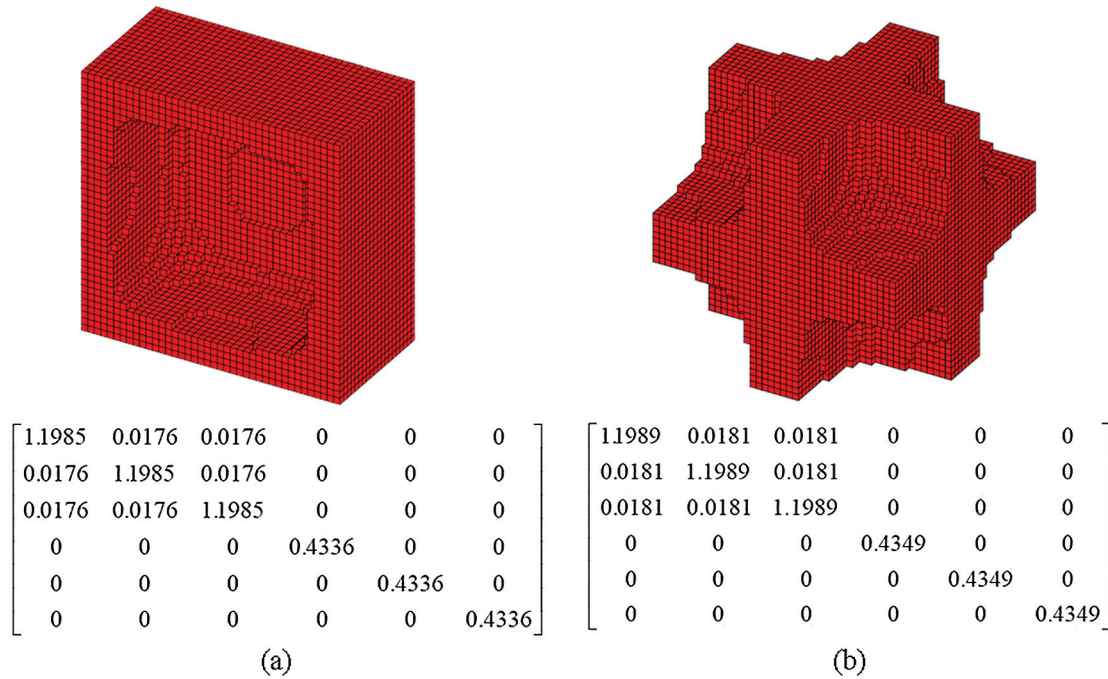 1.1985 0.0176 0.0176 0 0 0
0.0176 1.1985 0.0176 0 0 0
0.0176 0.0176 1.1985 0 0 0
0 0 0 0.4336 0 0
0 0 0 0 0.4336 0
0 0 0 0 0 0.4336
(a)
1.1989 0.0181 0.0181 0 0 0
0.0181 1.1989 0.0181 0 0 0
0.0181 0.0181 1.1989 0 0 0
0 0 0 0.4349 0 0
0 0 0 0 0.4349 0
0 0 0 0 0 0.4349
(b)